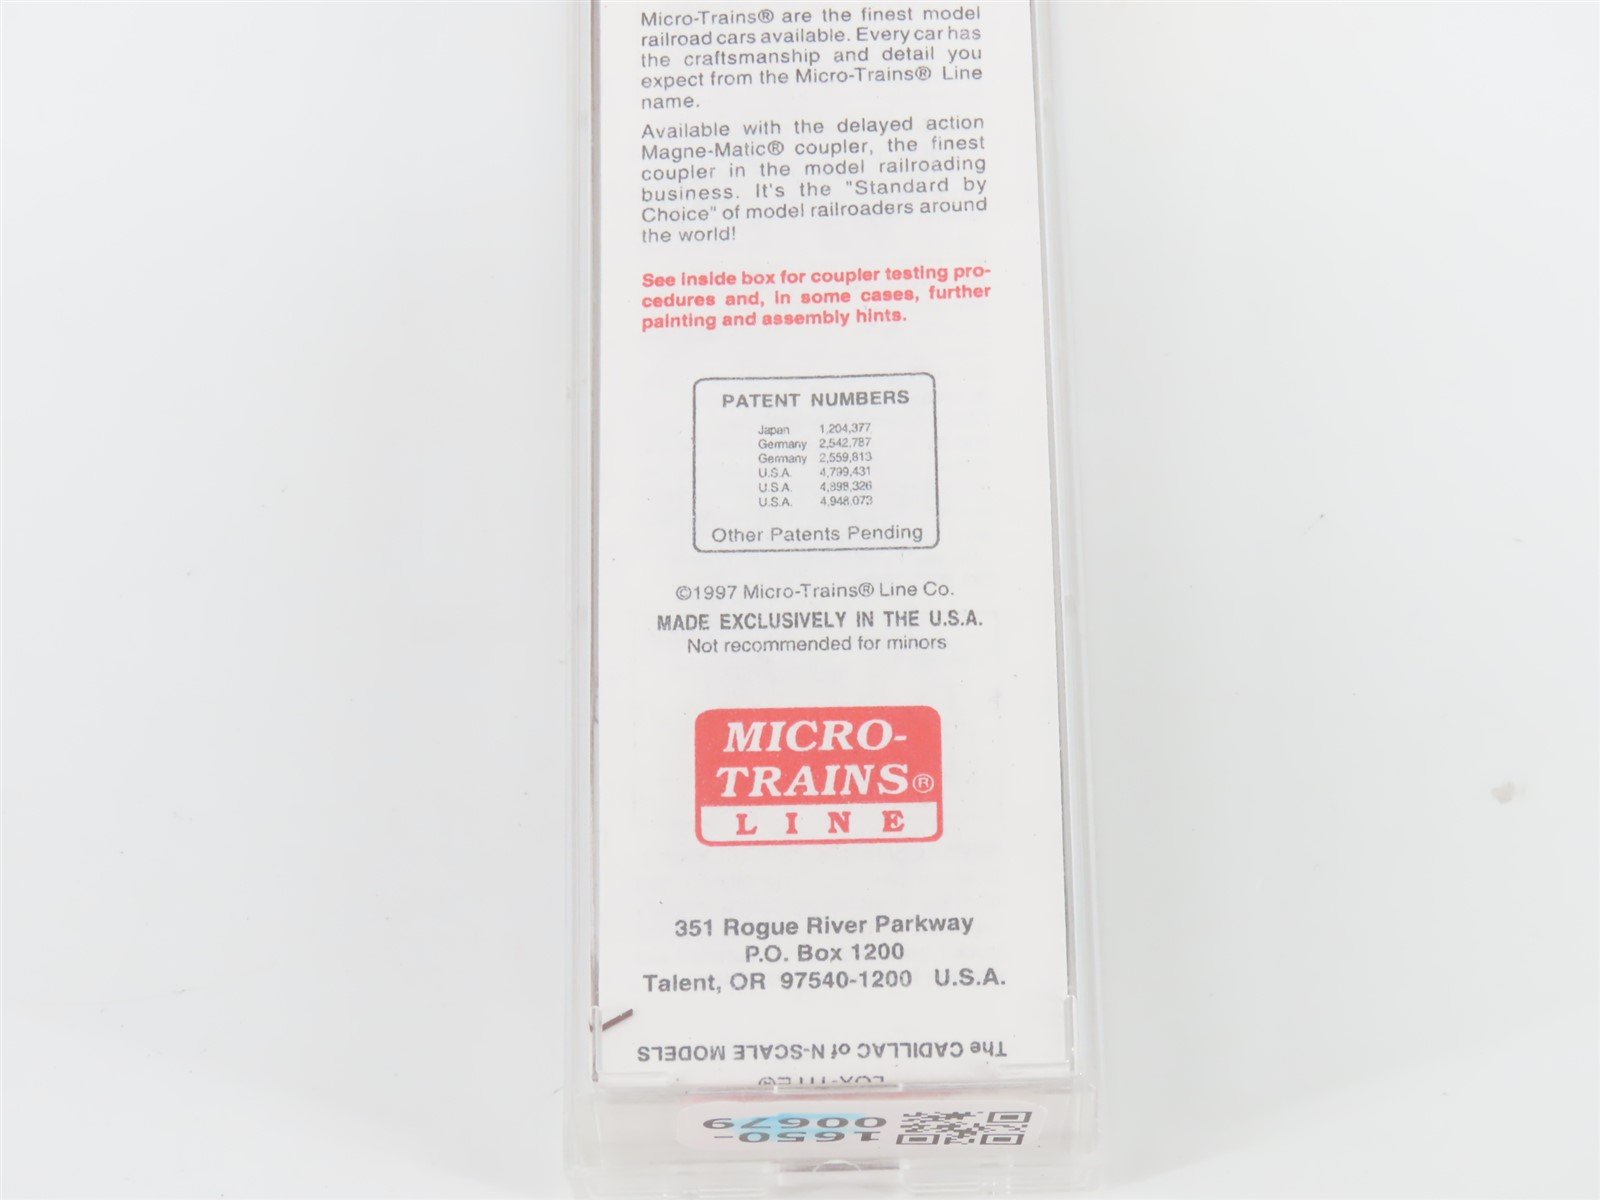 Micro-Trains® are the finest model
railroad cars available. Every car has
the craftsmanship and detail you
expect from the Micro-Trains® Line
name.
Available with the delayed action
Magne-Matic® coupler, the finest
coupler in the model railroading
business. It's the "Standard by
Choice" of model railroaders around
the world!
See inside box for coupler testing pro-
cedures and, in some cases, further
painting and assembly hints.
PATENT NUMBERS
Japan 1,204,377
Germany 2,542,787
Germany 2,559,813
U.S.A. 4,799,431
U.S.A. 4,898,326
U.S.A. 4,948,073
Other Patents Pending
©1997 Micro-Trains® Line Co.
MADE EXCLUSIVELY IN THE U.S.A.
Not recommended for minors
MICRO-
TRAINS®
LINE
351 Rogue River Parkway
P.O. Box 1200
Talent, OR 97540-1200 U.S.A.
The CADILLAC of N-SCALE MODELS
LOX-TITE®
1650-
00679